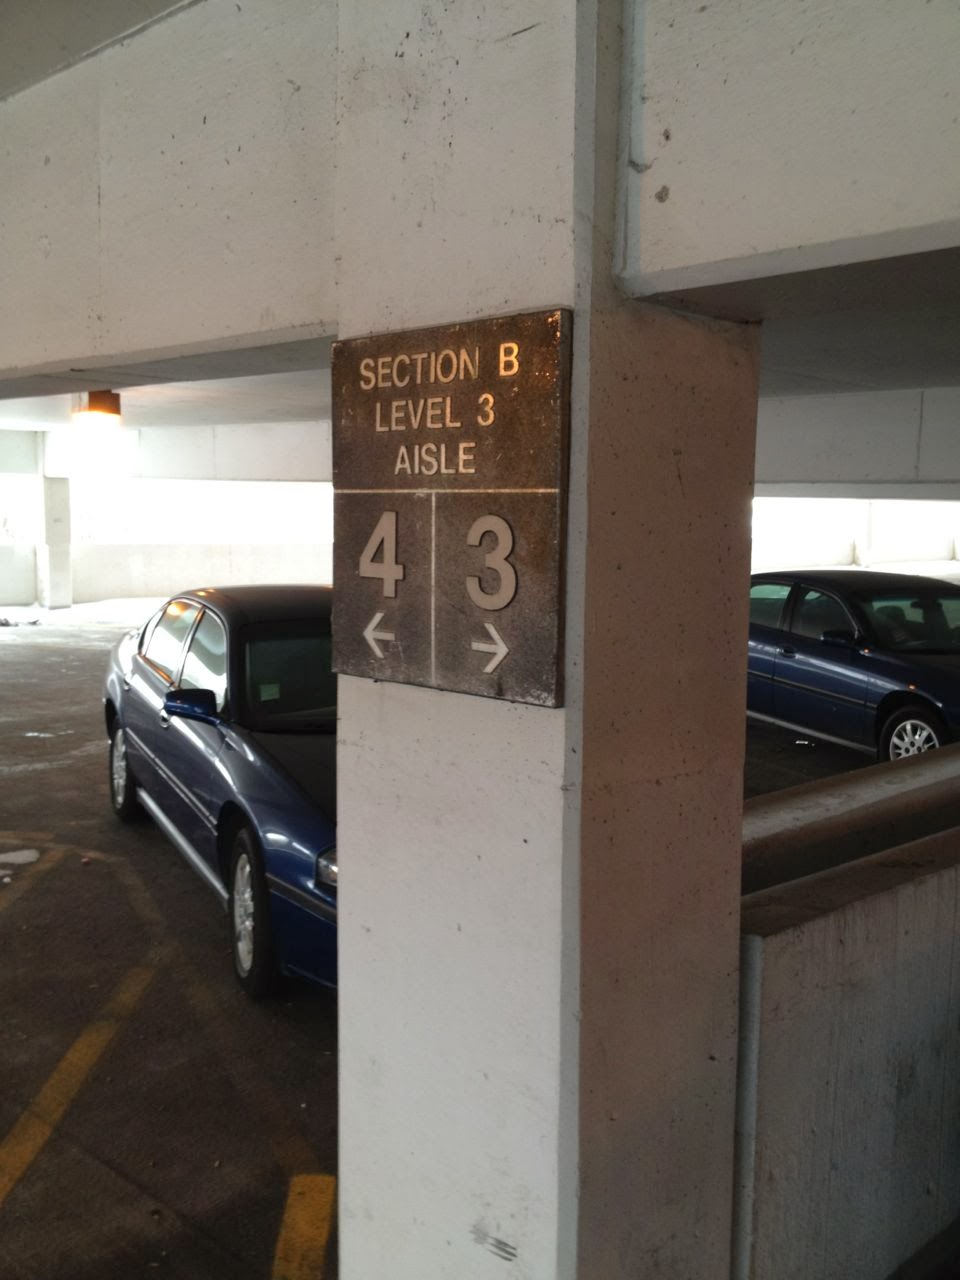 SECTION B
LEVEL 3
AISLE
4 3
← →